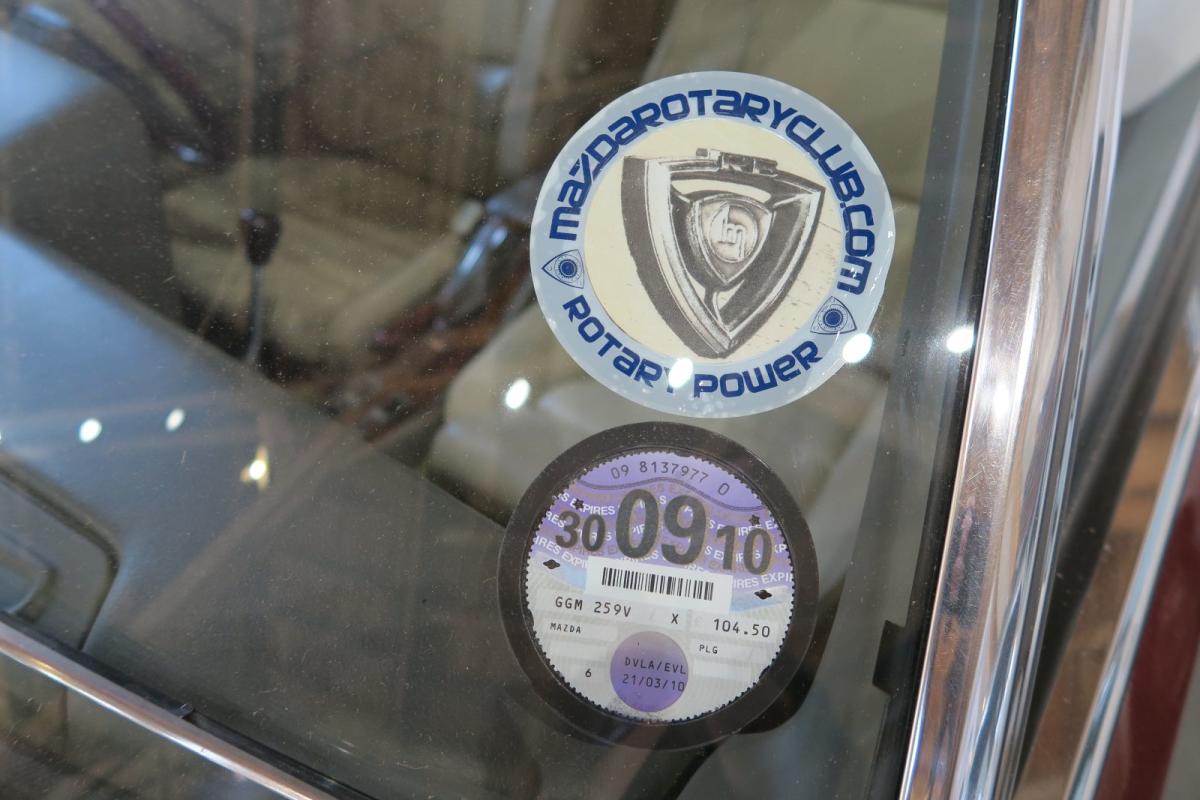 mazdarotaryclub.com
RE
m
ROTARY POWER
09 8137977 0
30 09 10
GGM 259V X 104.50
MAZDA PLG
6 DVLA/EVL
21/03/10